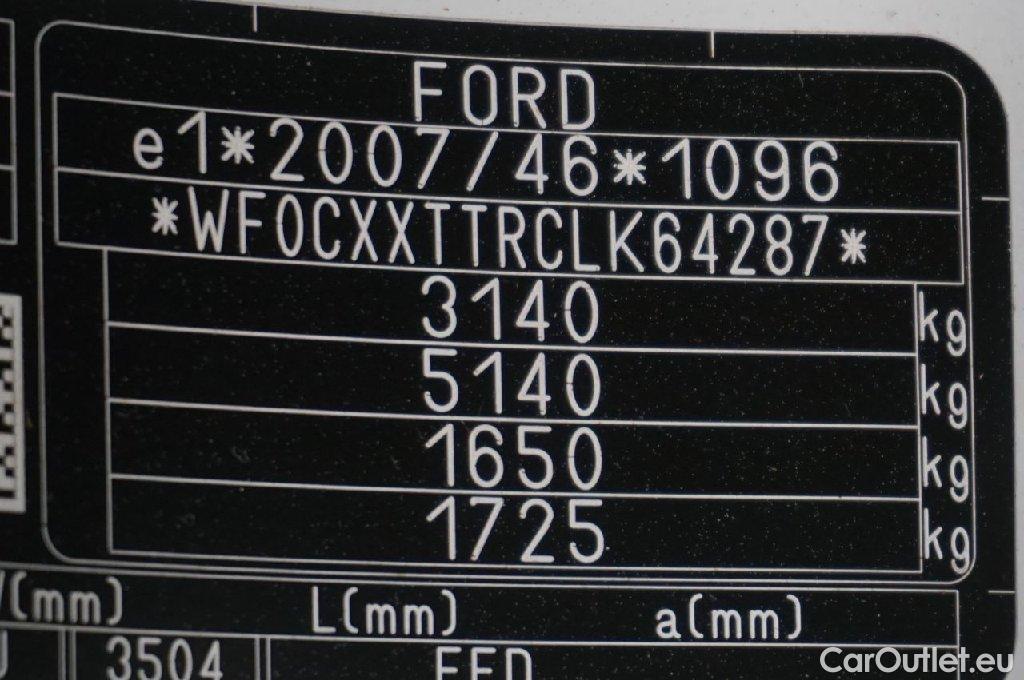 FORD
e1*2007/46*1096
*WF0CXXTTRCLK64287*
3140 kg
5140 kg
1650 kg
1725 kg
(mm) L(mm) a(mm)
3504
CarOutlet.eu